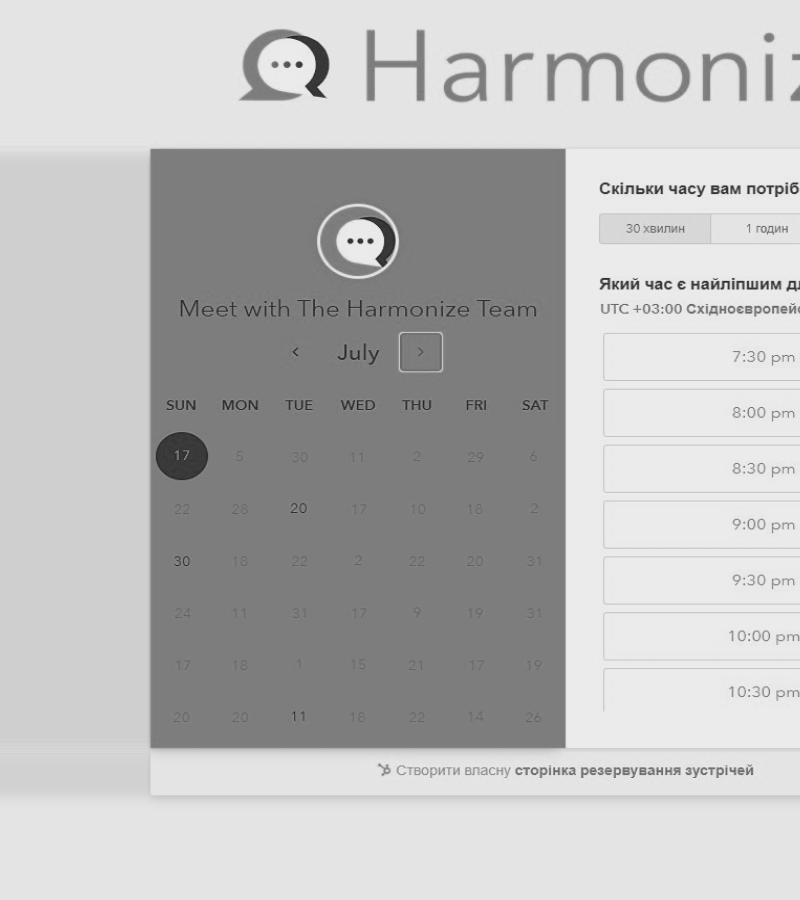 Harmoniz
Meet with The Harmonize Team
July
SUN MON TUE WED THU FRI SAT
17 5 30 11 2 29 6
22 28 20 17 10 18 2
30 18 22 2 22 20 31
24 11 31 17 9 19 31
17 18 1 15 21 17 19
20 20 11 18 22 14 26
Скільки часу вам потріб
30 хвилин 1 годин
Який час є найліпшим дл
UTC +03:00 Східноєвропейс
7:30 pm
8:00 pm
8:30 pm
9:00 pm
9:30 pm
10:00 pm
10:30 pm
Створити власну сторінка резервування зустрічей